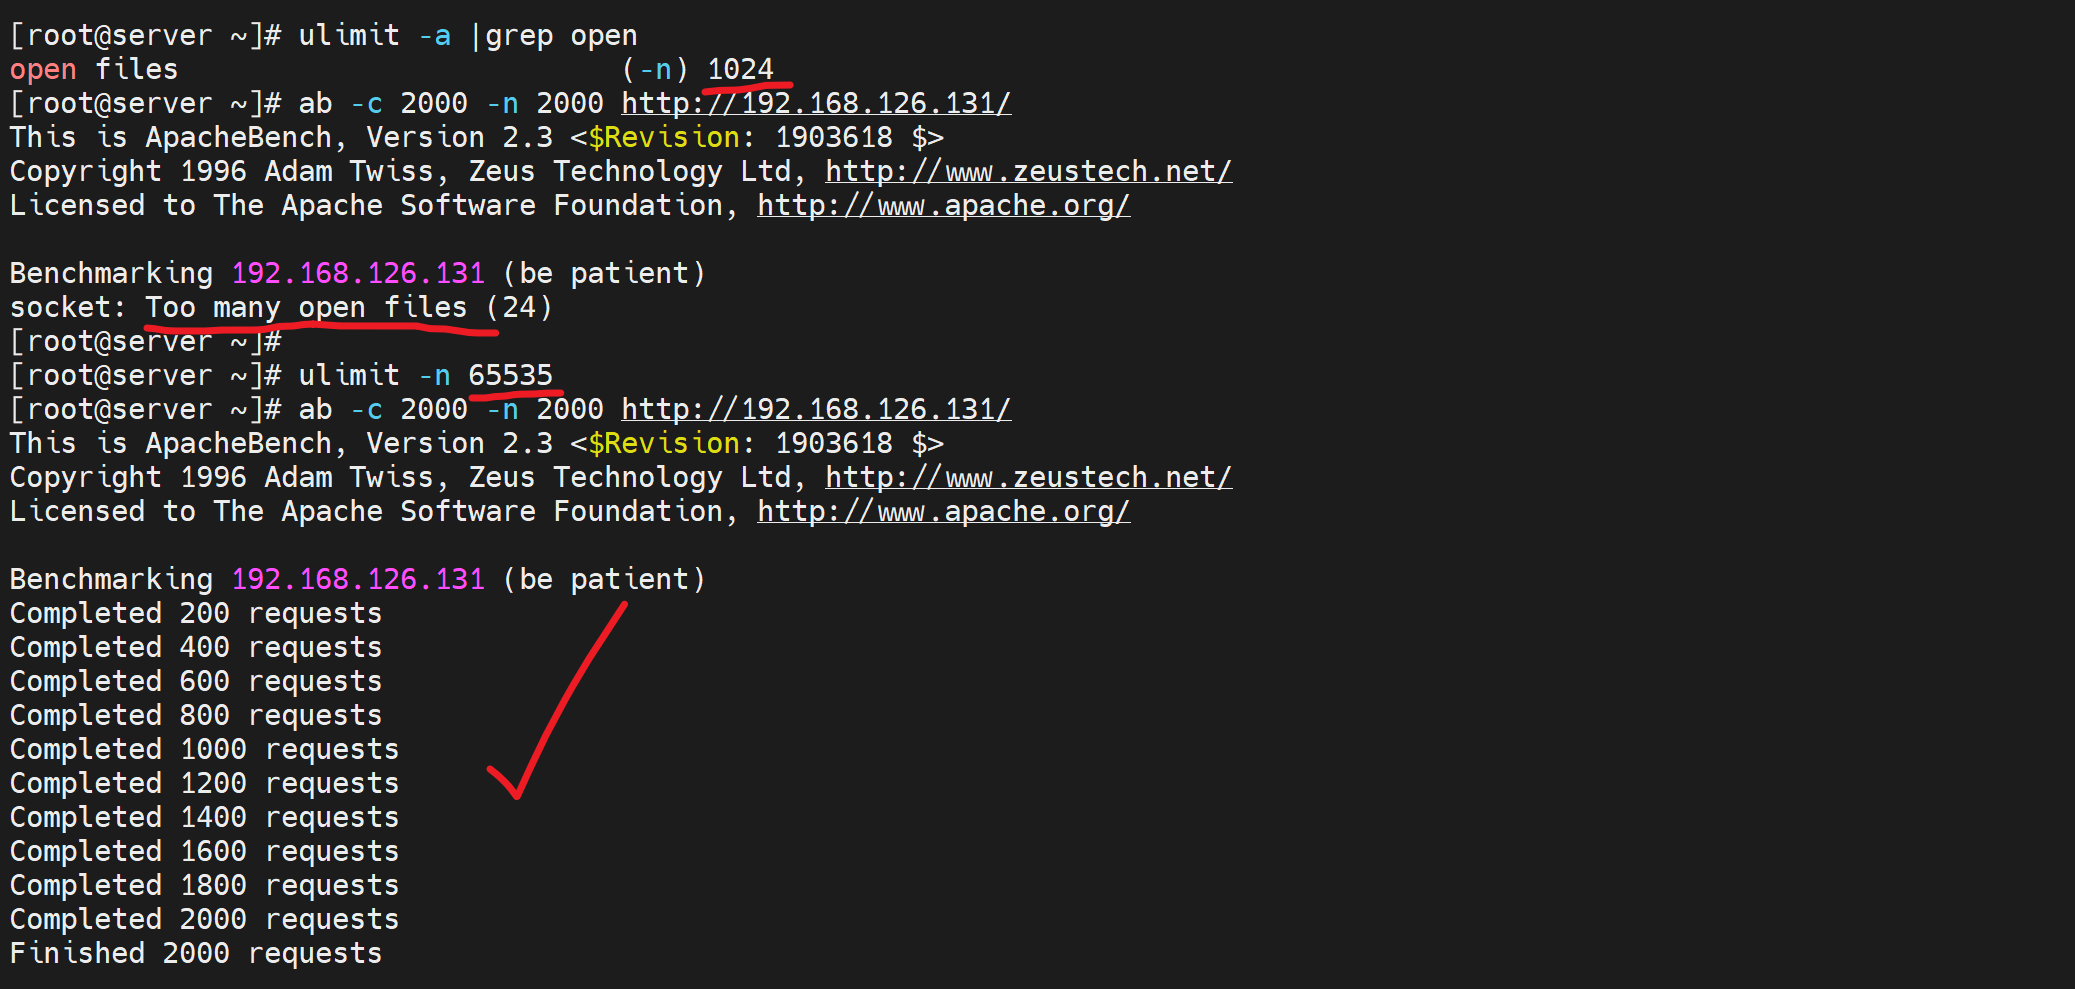 [root@server ~]# ulimit -a |grep open
open files                          (-n) 1024
[root@server ~]# ab -c 2000 -n 2000 http://192.168.126.131/
This is ApacheBench, Version 2.3 <$Revision: 1903618 $>
Copyright 1996 Adam Twiss, Zeus Technology Ltd, http://www.zeustech.net/
Licensed to The Apache Software Foundation, http://www.apache.org/

Benchmarking 192.168.126.131 (be patient)
socket: Too many open files (24)
[root@server ~]#
[root@server ~]# ulimit -n 65535
[root@server ~]# ab -c 2000 -n 2000 http://192.168.126.131/
This is ApacheBench, Version 2.3 <$Revision: 1903618 $>
Copyright 1996 Adam Twiss, Zeus Technology Ltd, http://www.zeustech.net/
Licensed to The Apache Software Foundation, http://www.apache.org/

Benchmarking 192.168.126.131 (be patient)
Completed 200 requests
Completed 400 requests
Completed 600 requests
Completed 800 requests
Completed 1000 requests
Completed 1200 requests
Completed 1400 requests
Completed 1600 requests
Completed 1800 requests
Completed 2000 requests
Finished 2000 requests